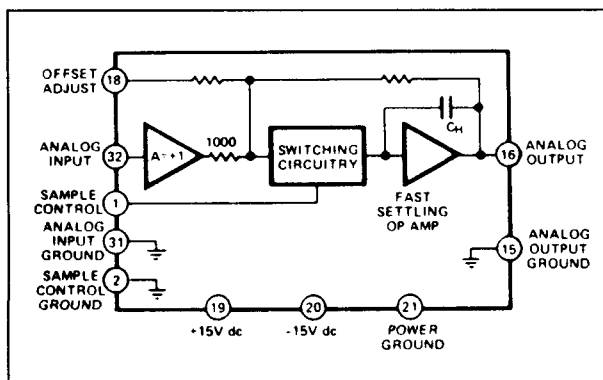 OFFSET
ADJUST
18
ANALOG
INPUT
32
A=+1
1000
SWITCHING
CIRCUITRY
CH
FAST
SETTLING
OP AMP
16
ANALOG
OUTPUT
SAMPLE
CONTROL
1
ANALOG
INPUT
GROUND
31
15
ANALOG
OUTPUT
GROUND
SAMPLE
CONTROL
GROUND
2
19
+15V dc
20
-15V dc
21
POWER
GROUND